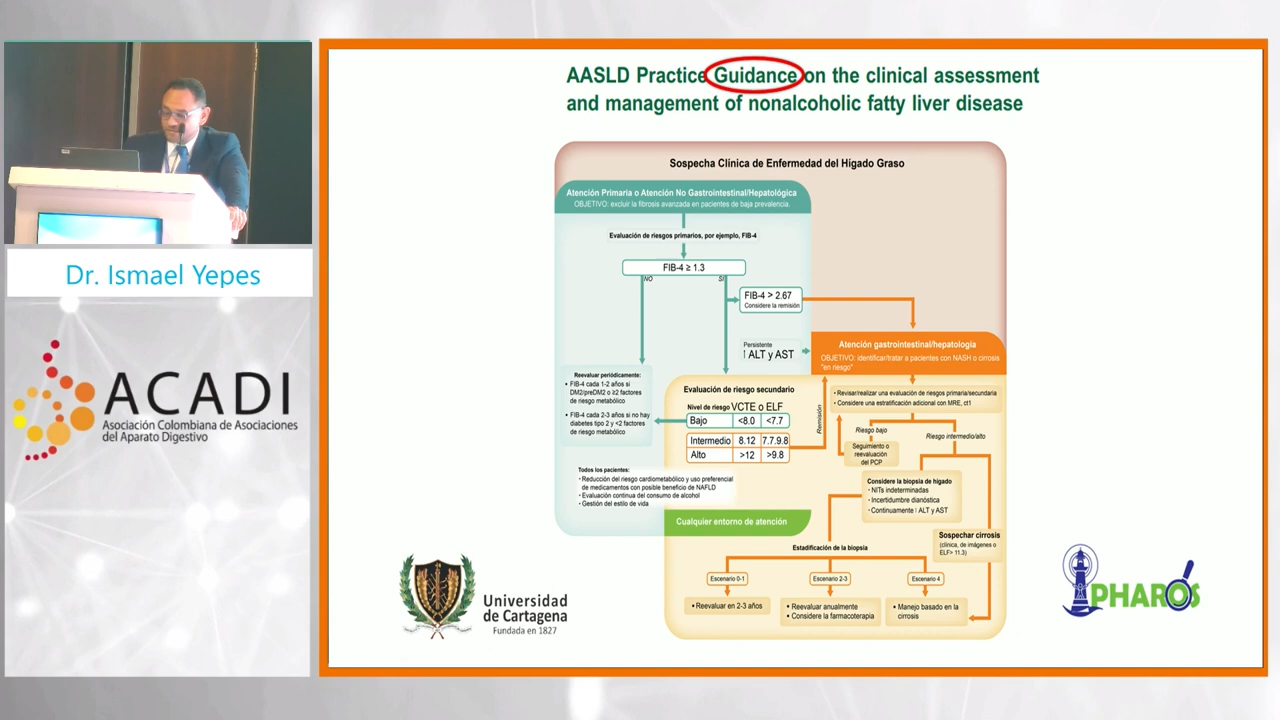 Dr. Ismael Yepes
ACADI
Asociación Colombiana de Asociaciones
del Aparato Digestivo
AASLD Practice Guidance on the clinical assessment
and management of nonalcoholic fatty liver disease
Sospecha Clínica de Enfermedad del Hígado Graso
Atención Primaria o Atención No Gastrointestinal/Hepatológica
OBJETIVO: excluir la fibrosis avanzada en pacientes de baja prevalencia.
Evaluación de riesgos primarios, por ejemplo, FIB-4
FIB-4 ≥ 1.3
NO
SI
FIB-4 > 2.67
Considere la remisión
Persistente
↑ ALT y AST
Atención gastrointestinal/hepatología
OBJETIVO: identificar/tratar a pacientes con NASH o cirrosis
"en riesgo"
Reevaluar periódicamente:
• FIB-4 cada 1-2 años si
DM2/preDM2 o ≥2 factores
de riesgo metabólico
• FIB-4 cada 2-3 años si no hay
diabetes tipo 2 y <2 factores
de riesgo metabólico
Evaluación de riesgo secundario
Nivel de riesgo VCTE o ELF
Bajo <8.0 <7.7
Intermedio 8.12 7.7.9.8
Alto >12 >9.8
Remisión
• Revisar/realizar una evaluación de riesgos primaria/secundaria
• Considere una estratificación adicional con MRE, ct1
Riesgo bajo
Riesgo intermedio/alto
Seguimiento o
reevaluación
del PCP
Considere la biopsia de hígado
• NITs indeterminadas
• Incertidumbre dianóstica
• Continuamente ↑ ALT y AST
Todos los pacientes:
• Reducción del riesgo cardiometabólico y uso preferencial
de medicamentos con posible beneficio de NAFLD
• Evaluación continua del consumo de alcohol
• Gestión del estilo de vida
Cualquier entorno de atención
Sospechar cirrosis
(clínica, de imágenes o
ELF> 11.3)
Estadificación de la biopsia
Escenario 0-1
Escenario 2-3
Escenario 4
• Reevaluar en 2-3 años
• Reevaluar anualmente
• Considere la farmacoterapia
• Manejo basado en la
cirrosis
Universidad
de Cartagena
Fundada en 1827
PHAROS